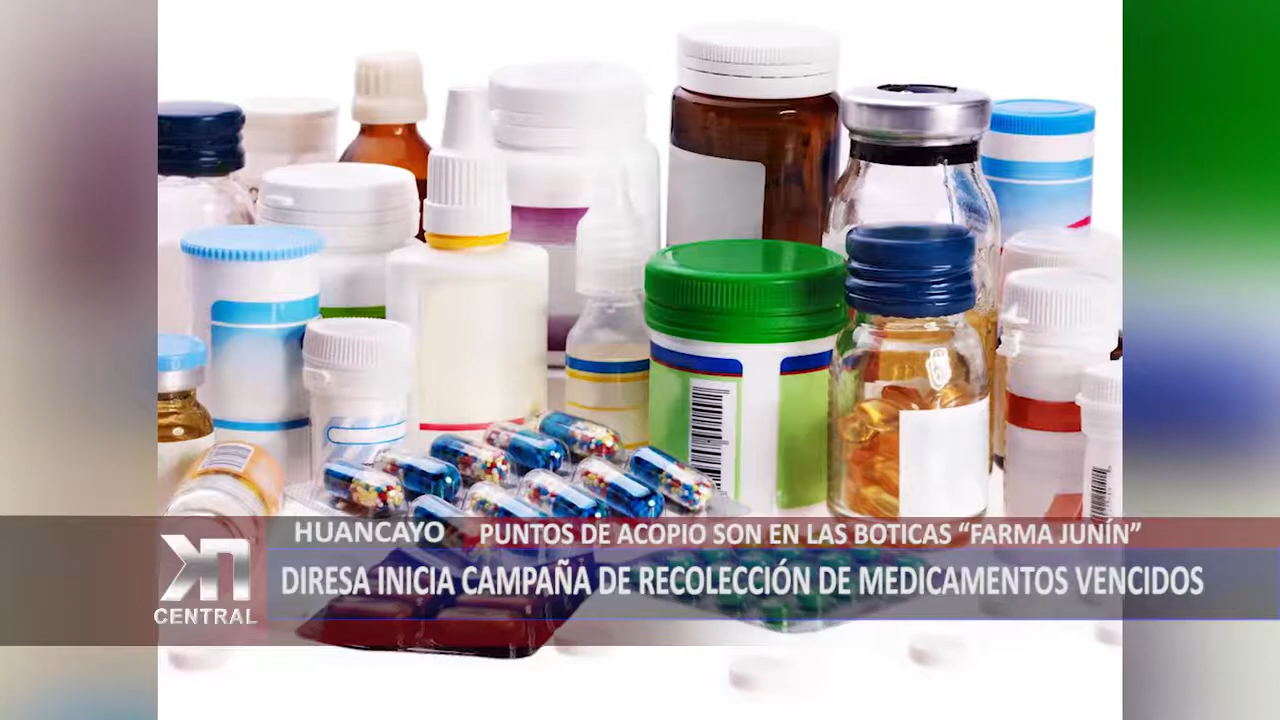 HUANCAYO PUNTOS DE ACOPIO SON EN LAS BOTICAS “FARMA JUNÍN”
DIRESA INICIA CAMPAÑA DE RECOLECCIÓN DE MEDICAMENTOS VENCIDOS
KN
CENTRAL